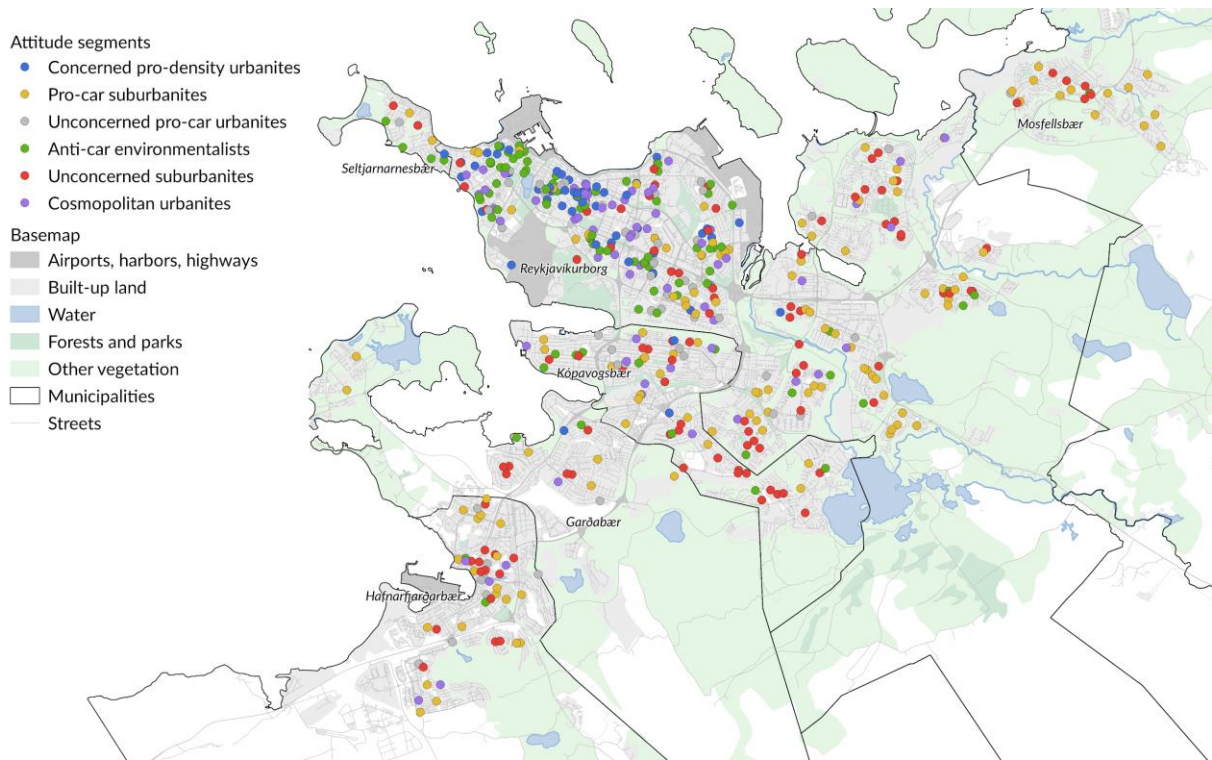 Attitude segments
Concerned pro-density urbanites
Pro-car suburbanites
Unconcerned pro-car urbanites
Anti-car environmentalists
Unconcerned suburbanites
Cosmopolitan urbanites
Basemap
Airports, harbors, highways
Built-up land
Water
Forests and parks
Other vegetation
Municipalities
Streets
Mosfellsbær
Seltjarnarnesbær
Reykjavíkurborg
Kópavogsbær
Garðabær
Hafnarfjarðarbær